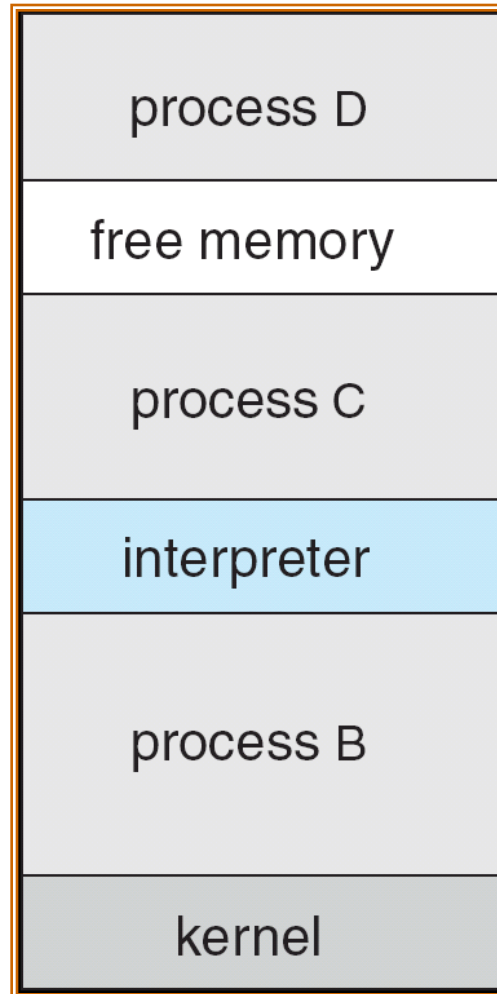 process D
free memory
process C
interpreter
process B
kernel